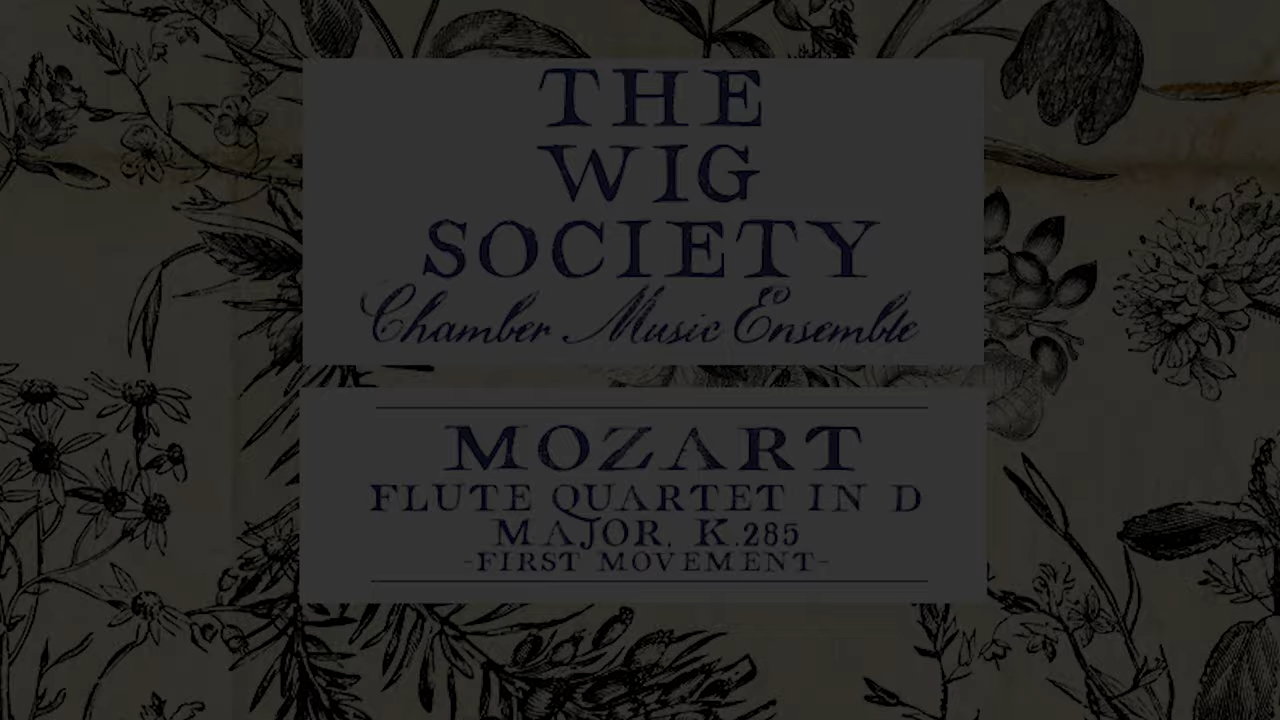 THE
WIG
SOCIETY
Chamber Music Ensemble
MOZART
FLUTE QUARTET IN D
MAJOR, K.285
-FIRST MOVEMENT-